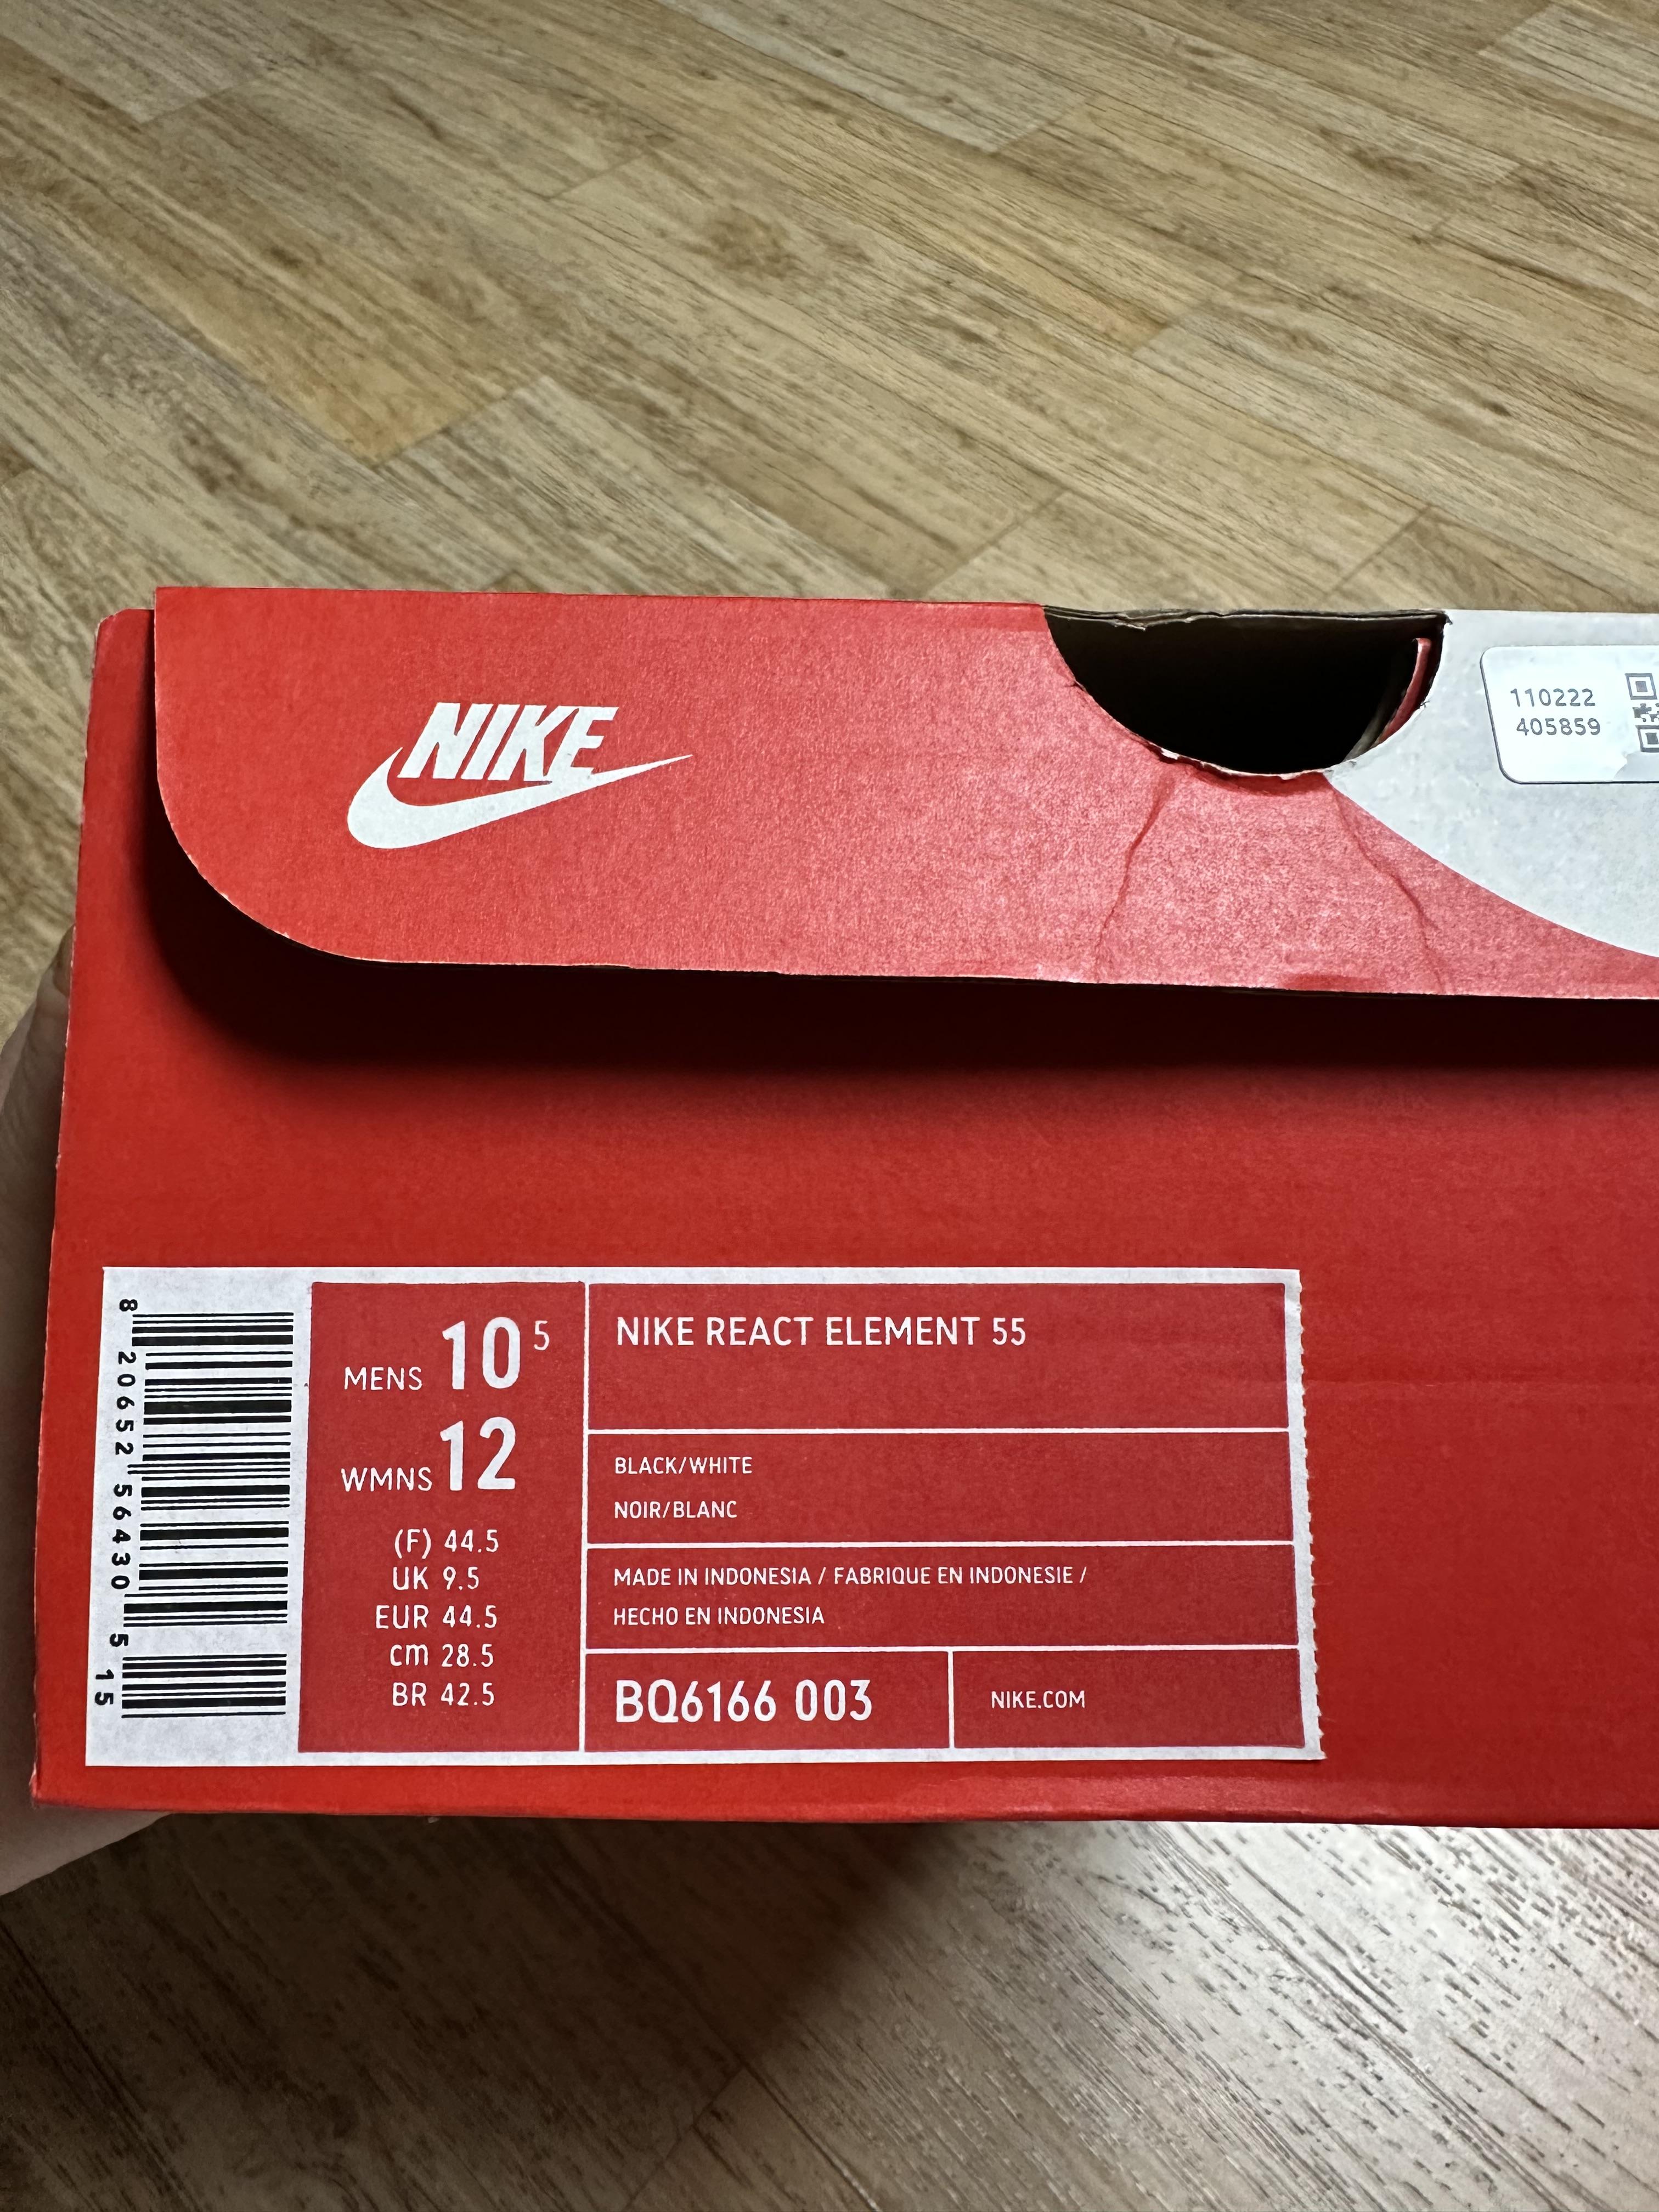 NIKE
110222
405859
8 20652 56430 5 15
MENS 10 5
WMNS 12
(F) 44.5
UK 9.5
EUR 44.5
cm 28.5
BR 42.5
NIKE REACT ELEMENT 55
BLACK/WHITE
NOIR/BLANC
MADE IN INDONESIA / FABRIQUE EN INDONESIE /
HECHO EN INDONESIA
BQ6166 003
NIKE.COM